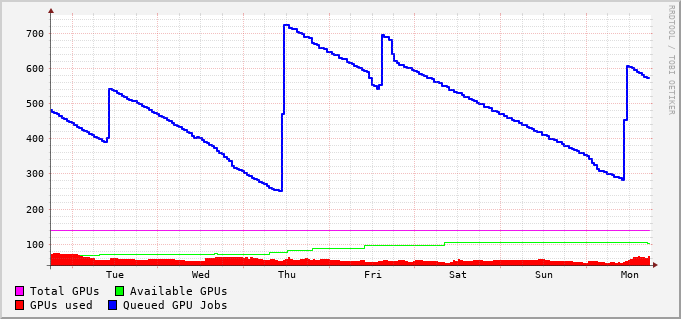 700
600
500
400
300
200
100
Tue Wed Thu Fri Sat Sun Mon
Total GPUs Available GPUs
GPUs used Queued GPU Jobs
RRDTOOL / TOBI OETIKER